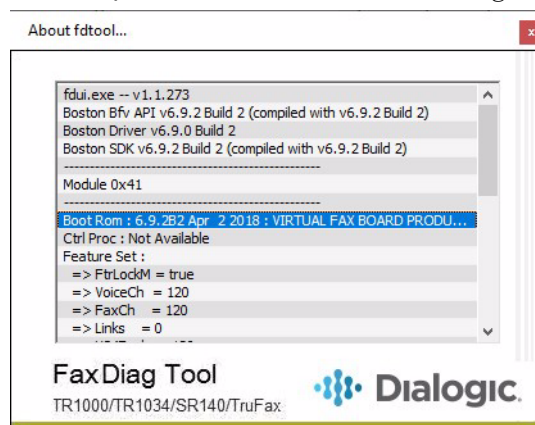 About fdtool...
x
fdui.exe -- v1.1.273
Boston Bfv API v6.9.2 Build 2 (compiled with v6.9.2 Build 2)
Boston Driver v6.9.0 Build 2
Boston SDK v6.9.2 Build 2 (compiled with v6.9.2 Build 2)
--------------------------------------------------
Module 0x41
--------------------------------------------------
Boot Rom : 6.9.2B2 Apr 2 2018 : VIRTUAL FAX BOARD PRODU...
Ctrl Proc : Not Available
Feature Set :
=> FtrLockM = true
=> VoiceCh = 120
=> FaxCh = 120
=> Links = 0
FaxDiag Tool
Dialogic.
TR1000/TR1034/SR140/TruFax